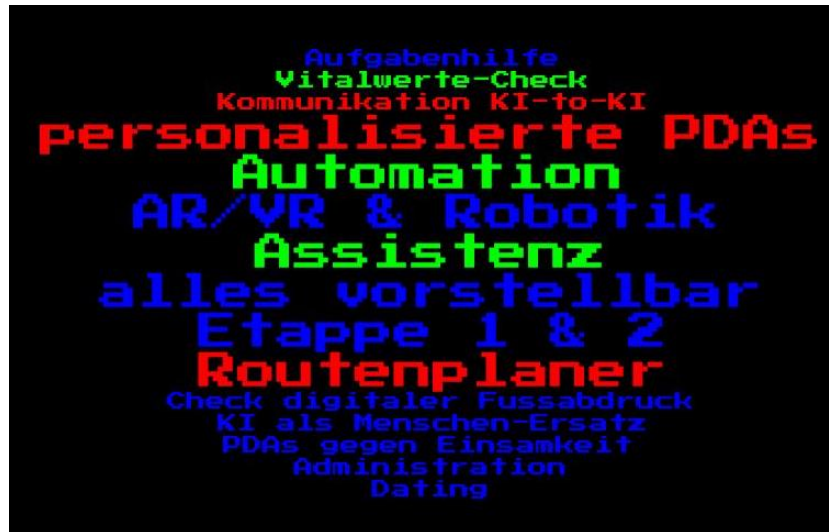 Aufgabenhilfe
Vitalwerte-Check
Kommunikation KI-to-KI
personalisierte PDAs
Automation
AR/VR & Robotik
Assistenz
alles vorstellbar
Etappe 1 & 2
Routenplaner
Check digitaler Fussabdruck
KI als Menschen-Ersatz
PDAs gegen Einsamkeit
Administration
Dating